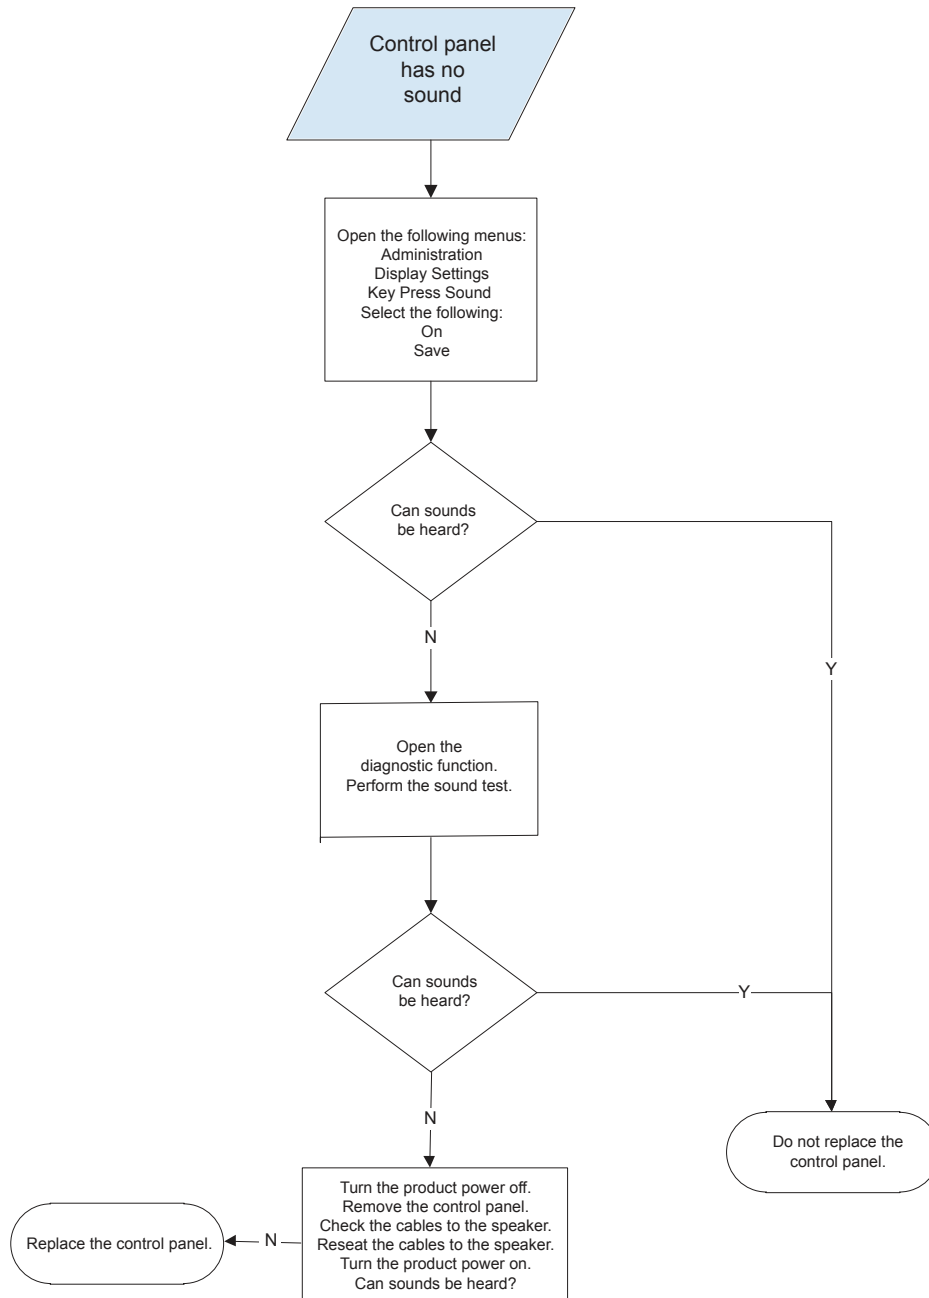 Control panel
has no
sound
Open the following menus:
Administration
Display Settings
Key Press Sound
Select the following:
On
Save
Can sounds
be heard?
N
Y
Open the
diagnostic function.
Perform the sound test.
Can sounds
be heard?
Y
N
Do not replace the
control panel.
Turn the product power off.
Remove the control panel.
Check the cables to the speaker.
Reseat the cables to the speaker.
Turn the product power on.
Can sounds be heard?
N
Replace the control panel.